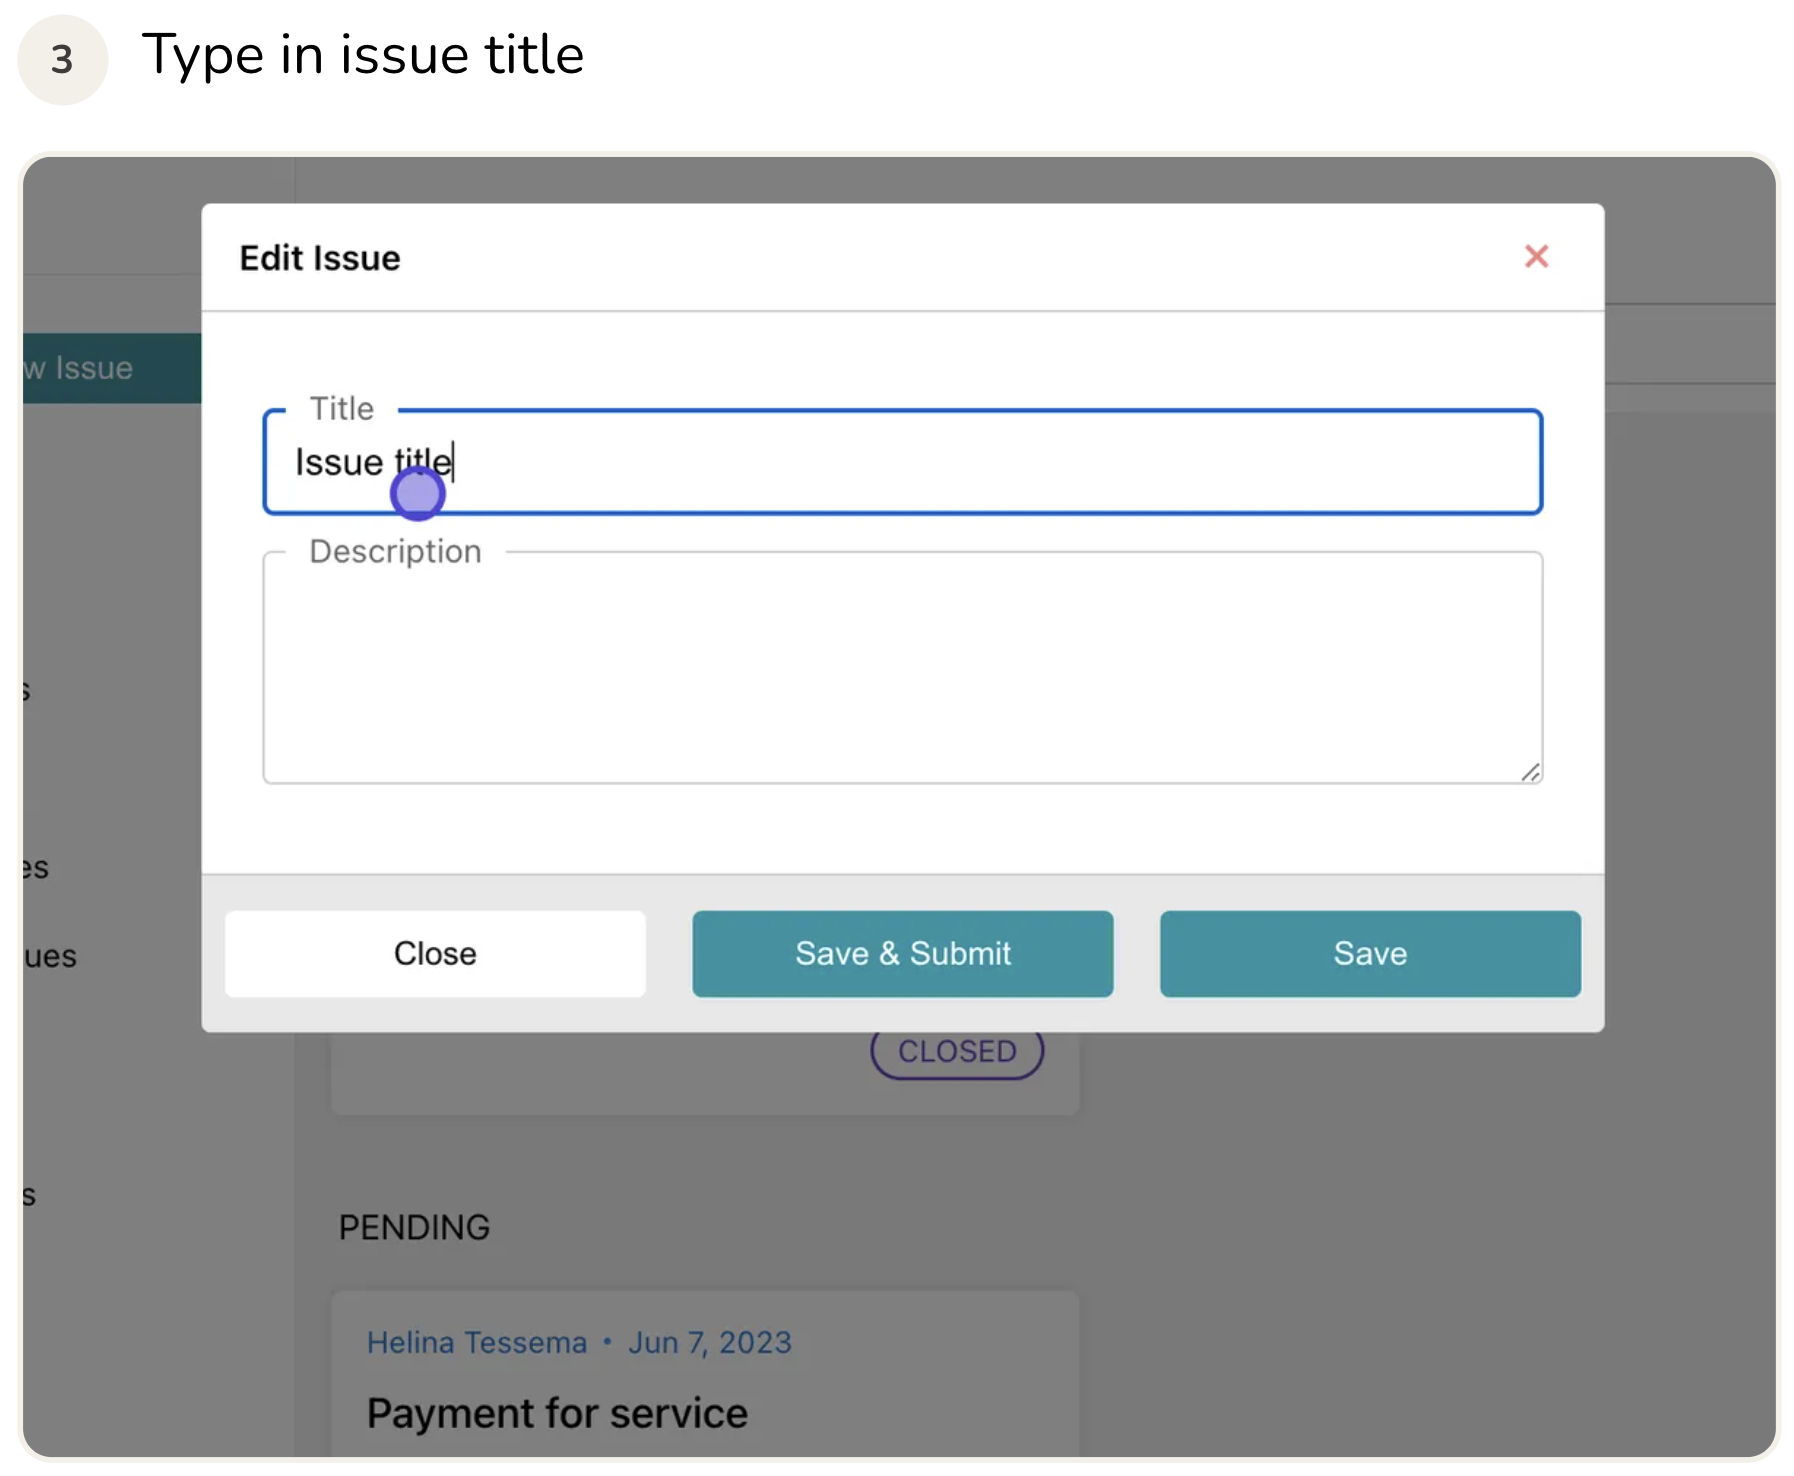 3
Type in issue title
Edit Issue
w Issue
Title
Issue title
Description
s
es
ues
Close
Save & Submit
Save
CLOSED
s
PENDING
Helina Tessema • Jun 7, 2023
Payment for service